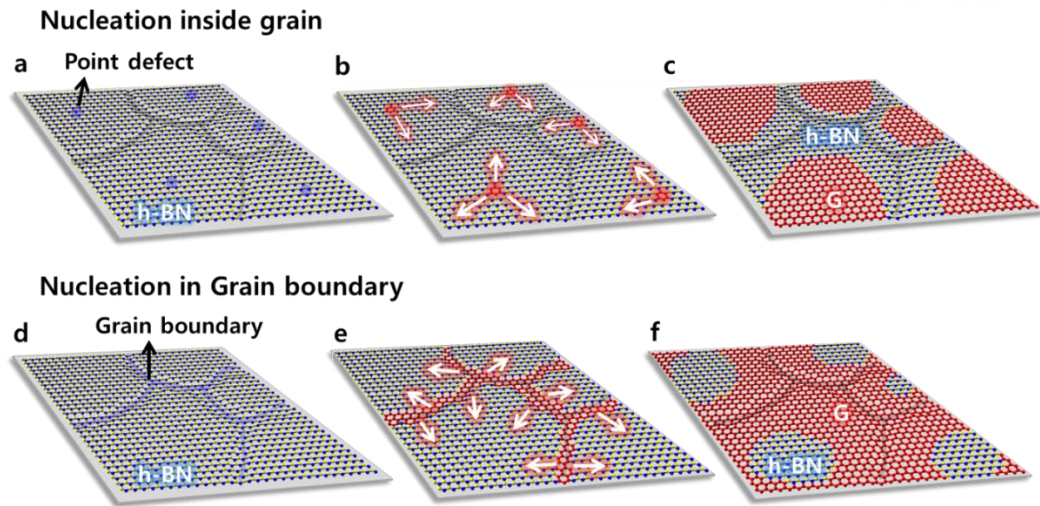 Nucleation inside grain
a
Point defect
b
c
h-BN
h-BN
G
Nucleation in Grain boundary
d
Grain boundary
e
f
h-BN
G
h-BN